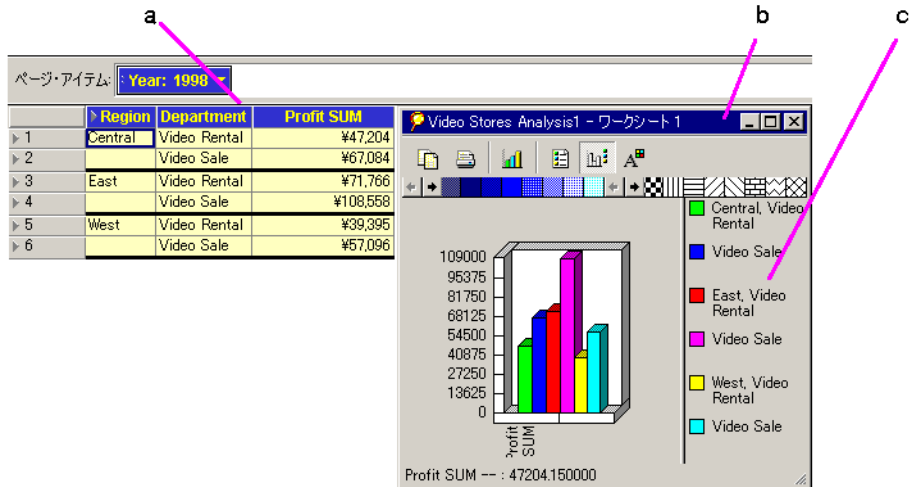 a
b
c
ページ・アイテム: Year: 1998
Region Department Profit SUM
1 Central Video Rental ¥47,204
2 Video Sale ¥67,084
3 East Video Rental ¥71,766
4 Video Sale ¥108,558
5 West Video Rental ¥39,395
6 Video Sale ¥57,096
Video Stores Analysis1 - ワークシート 1
A
109000
95375
81750
68125
54500
40875
27250
13625
0
Profit
SUM
Central, Video
Rental
Video Sale
East, Video
Rental
Video Sale
West, Video
Rental
Video Sale
Profit SUM -- : 47204.150000